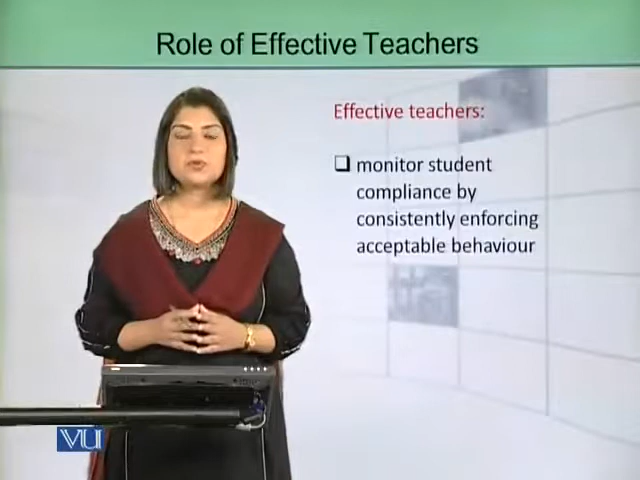 Role of Effective Teachers
Effective teachers:
monitor student
compliance by
consistently enforcing
acceptable behaviour
VU